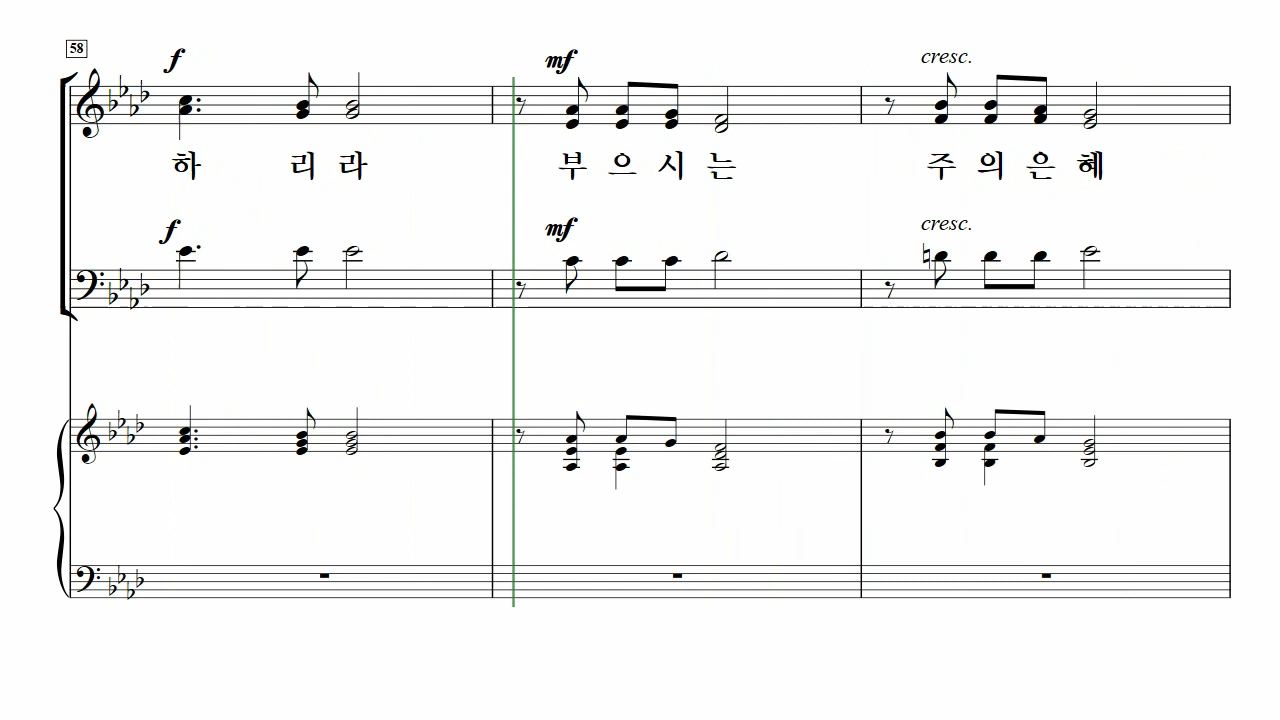 58
f mf cresc.
하 리 라 부 으 시 는 주 의 은 혜
f mf cresc.